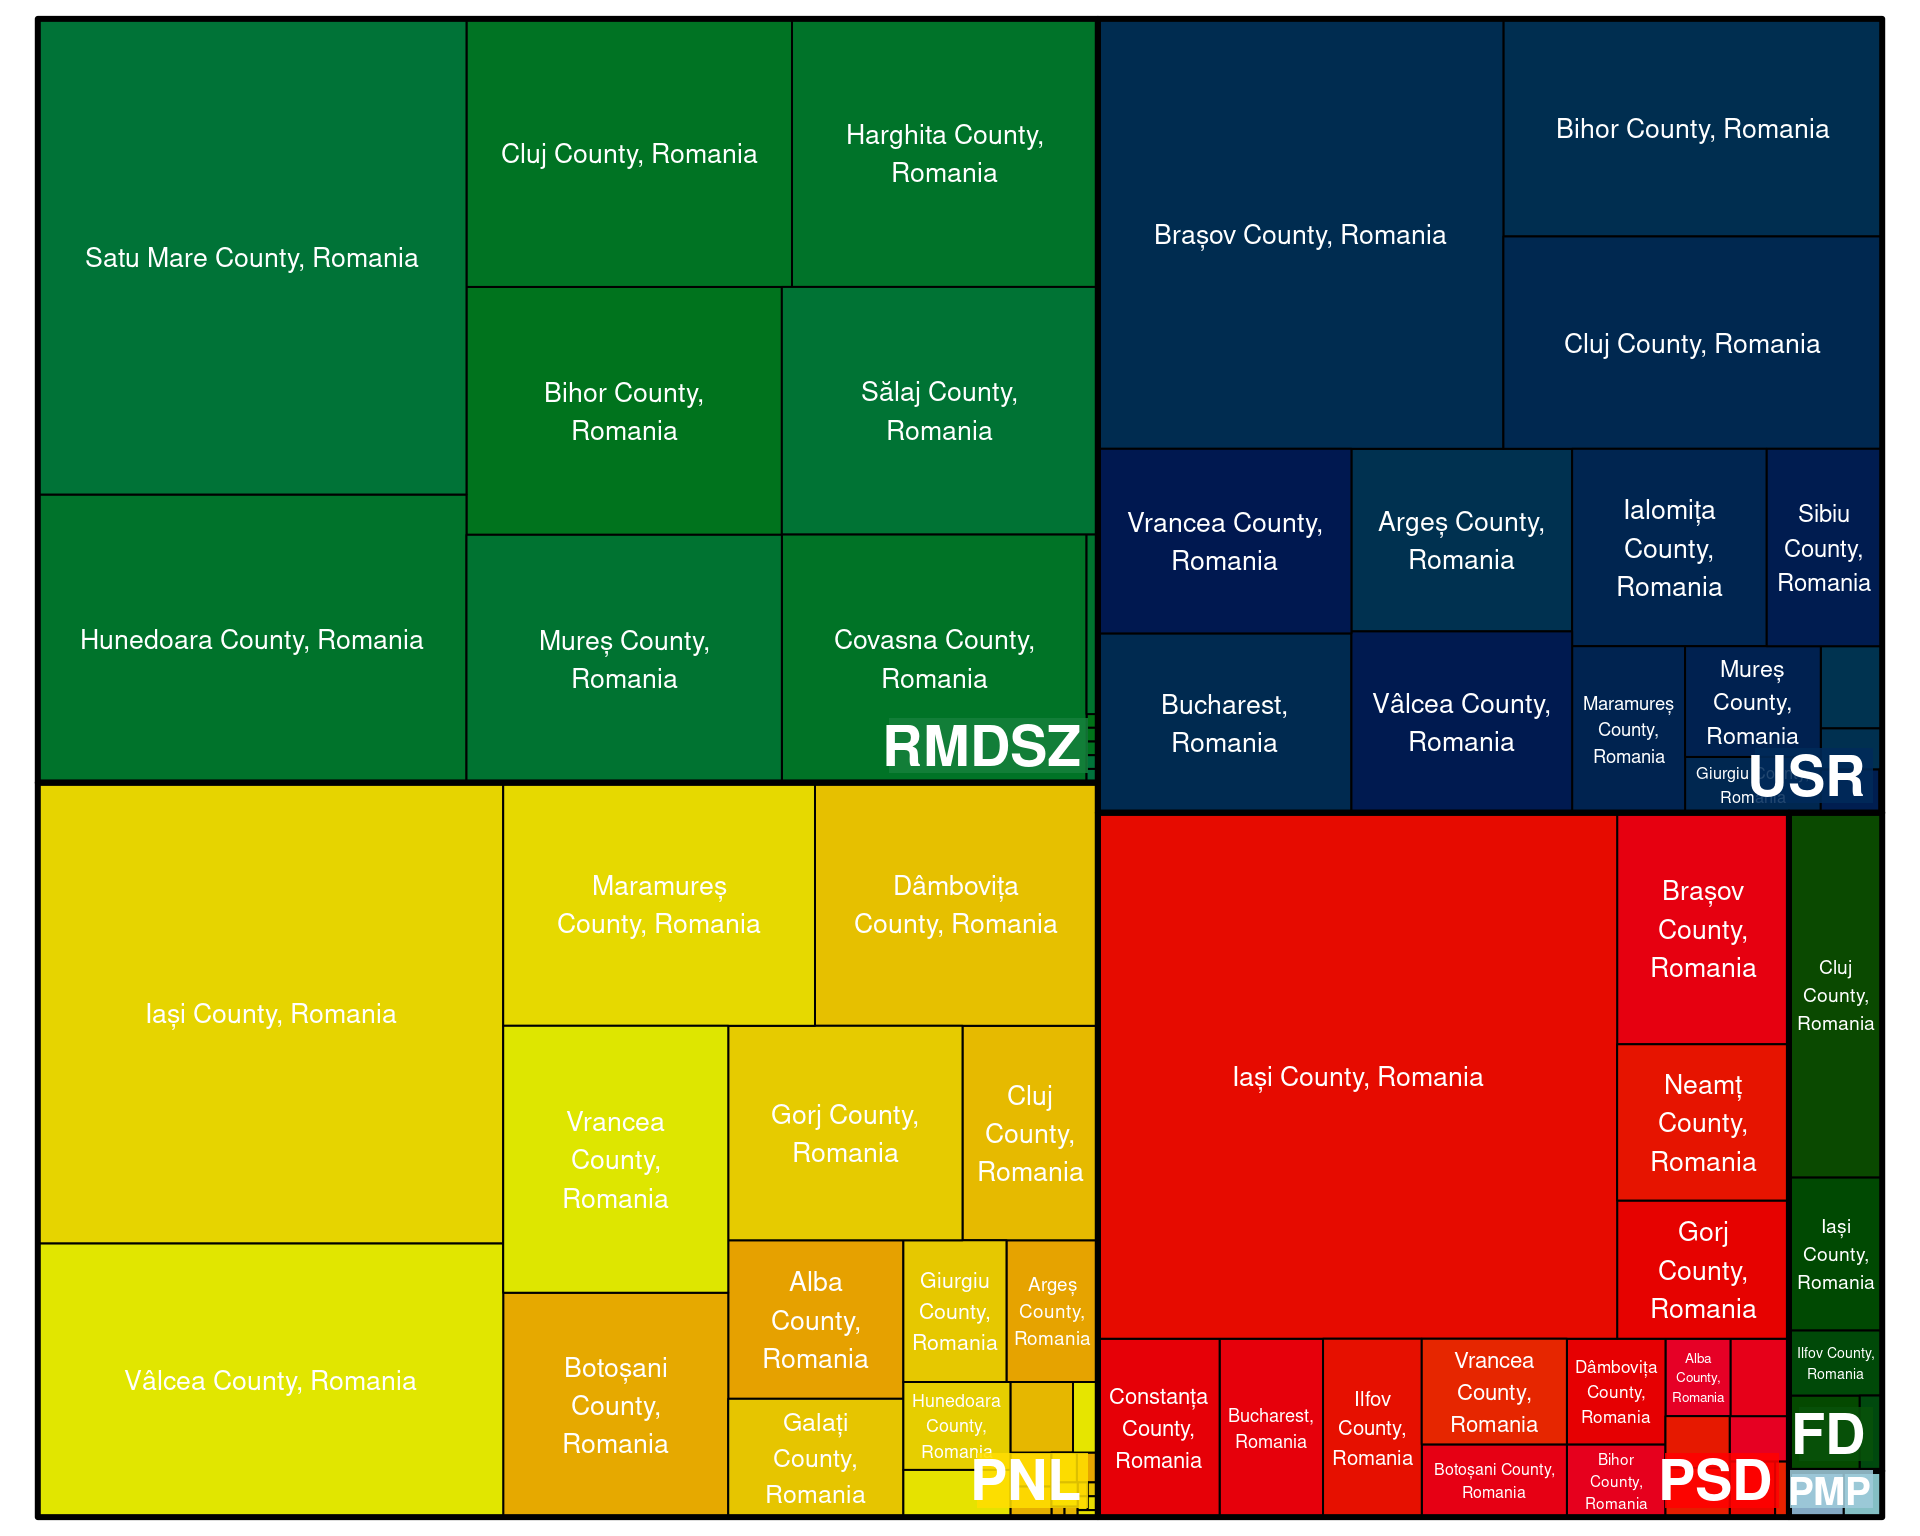 Satu Mare County, Romania
Cluj County, Romania
Harghita County,
Romania
Bihor County,
Romania
Sălaj County,
Romania
Hunedoara County, Romania
Mureș County,
Romania
Covasna County,
Romania
RMDSZ
Brașov County, Romania
Bihor County, Romania
Cluj County, Romania
Vrancea County,
Romania
Argeș County,
Romania
Ialomița
County,
Romania
Sibiu
County,
Romania
Bucharest,
Romania
Vâlcea County,
Romania
Maramureș
County,
Romania
Mureș
County,
Romania
Giurgiu County,
Romania
USR
Iași County, Romania
Maramureș
County, Romania
Dâmbovița
County, Romania
Vrancea
County,
Romania
Gorj County,
Romania
Cluj
County,
Romania
Vâlcea County, Romania
Botoșani
County,
Romania
Alba
County,
Romania
Giurgiu
County,
Romania
Argeș
County,
Romania
Galați
County,
Romania
Hunedoara
County,
Romania
PNL
Iași County, Romania
Brașov
County,
Romania
Neamț
County,
Romania
Gorj
County,
Romania
Constanța
County,
Romania
Bucharest,
Romania
Ilfov
County,
Romania
Vrancea
County,
Romania
Botoșani County,
Romania
Dâmbovița
County,
Romania
Bihor
County,
Romania
Alba
County,
Romania
PSD
Cluj
County,
Romania
Iași
County,
Romania
Ilfov County,
Romania
FD
PMP